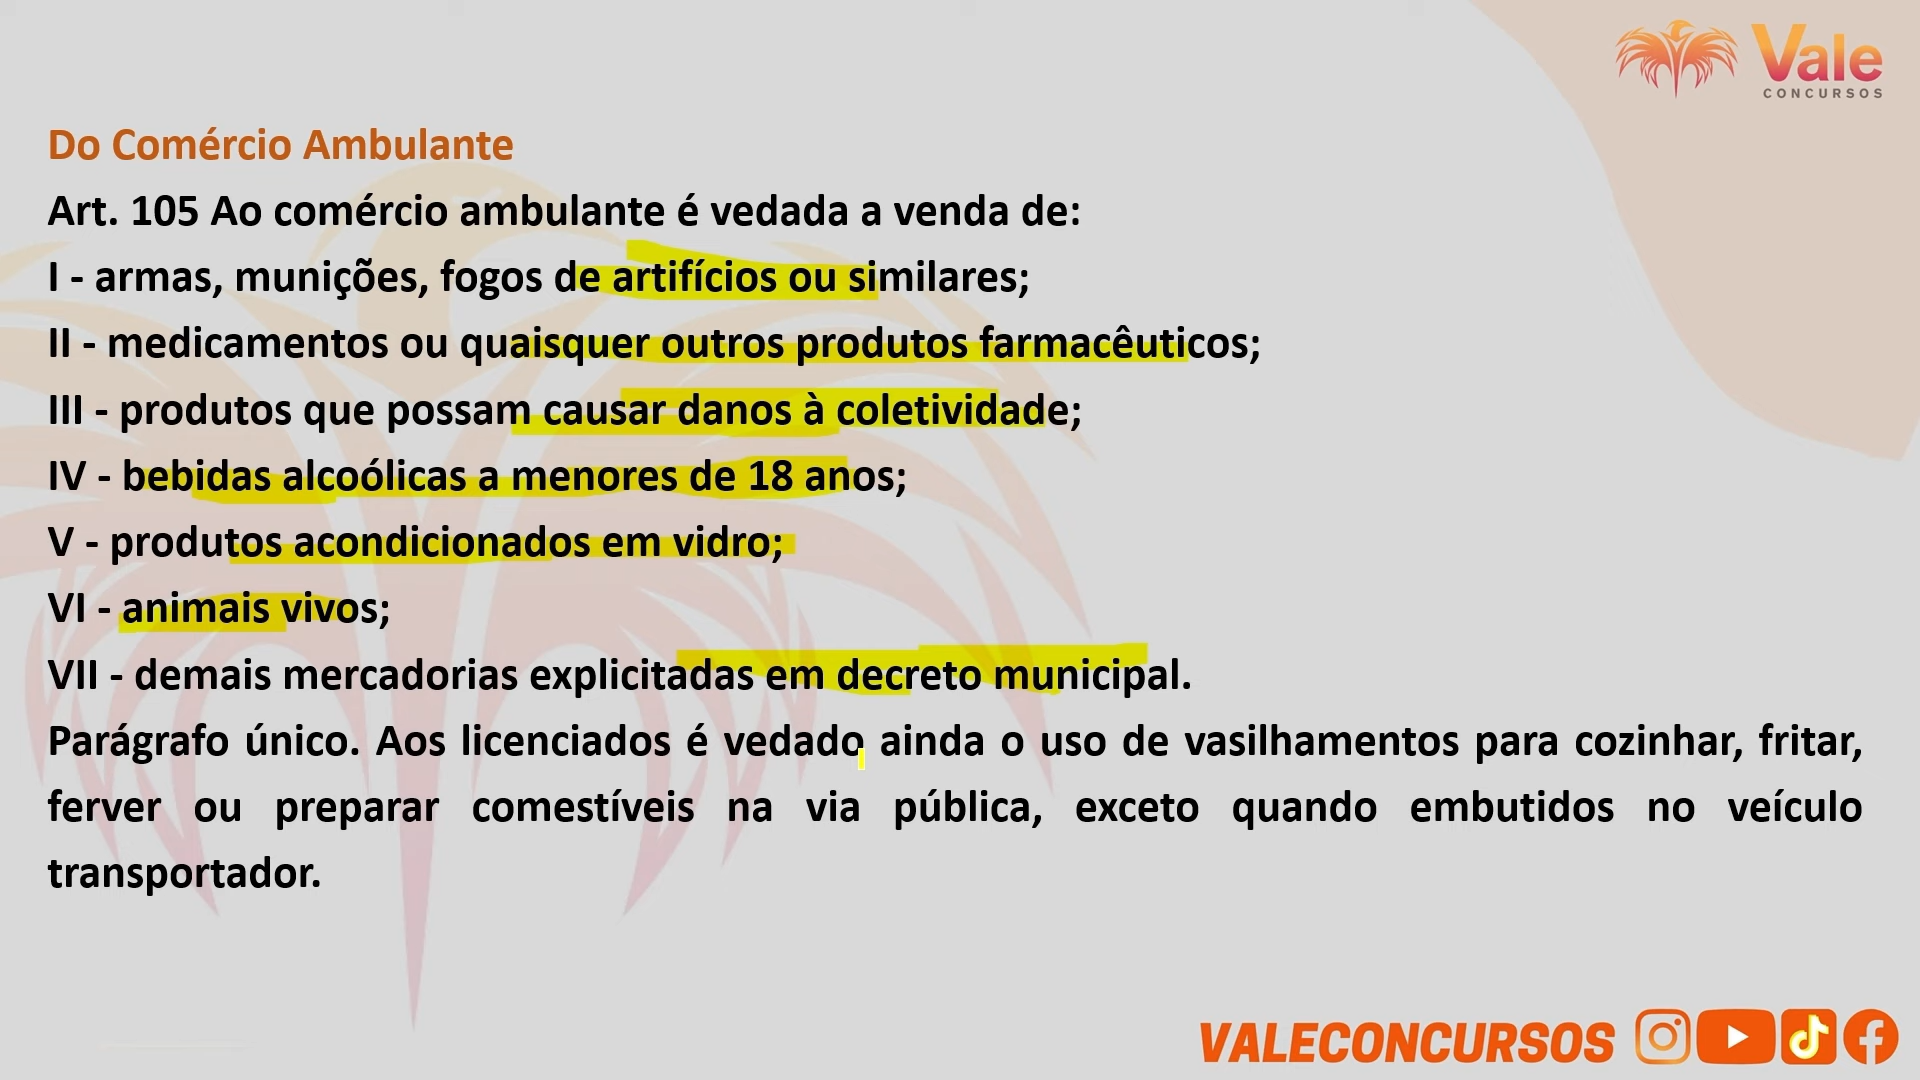 Vale
CONCURSOS
Do Comércio Ambulante
Art. 105 Ao comércio ambulante é vedada a venda de:
I - armas, munições, fogos de artifícios ou similares;
II - medicamentos ou quaisquer outros produtos farmacêuticos;
III - produtos que possam causar danos à coletividade;
IV - bebidas alcoólicas a menores de 18 anos;
V - produtos acondicionados em vidro;
VI - animais vivos;
VII - demais mercadorias explicitadas em decreto municipal.
Parágrafo único. Aos licenciados é vedado ainda o uso de vasilhamentos para cozinhar, fritar,
ferver ou preparar comestíveis na via pública, exceto quando embutidos no veículo
transportador.
VALECONCURSOS